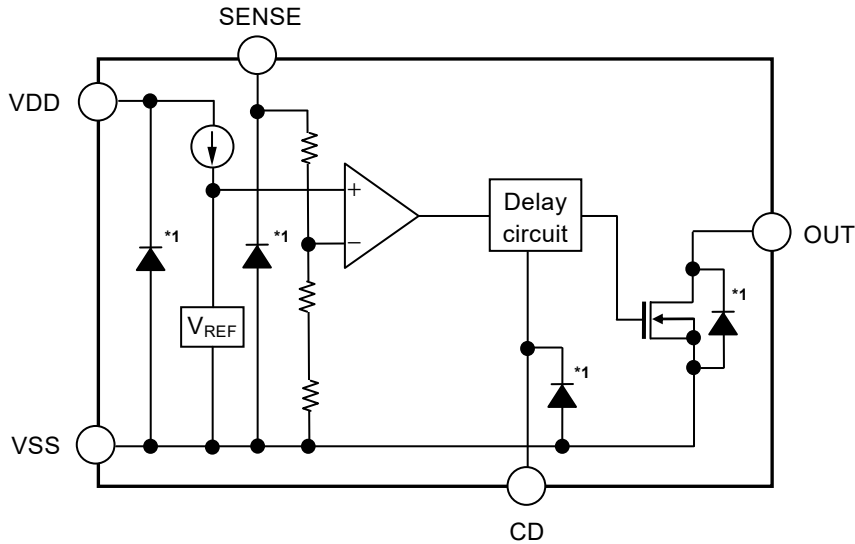 SENSE
VDD
*1
*1
+
−
Delay
circuit
OUT
*1
VREF
*1
VSS
CD